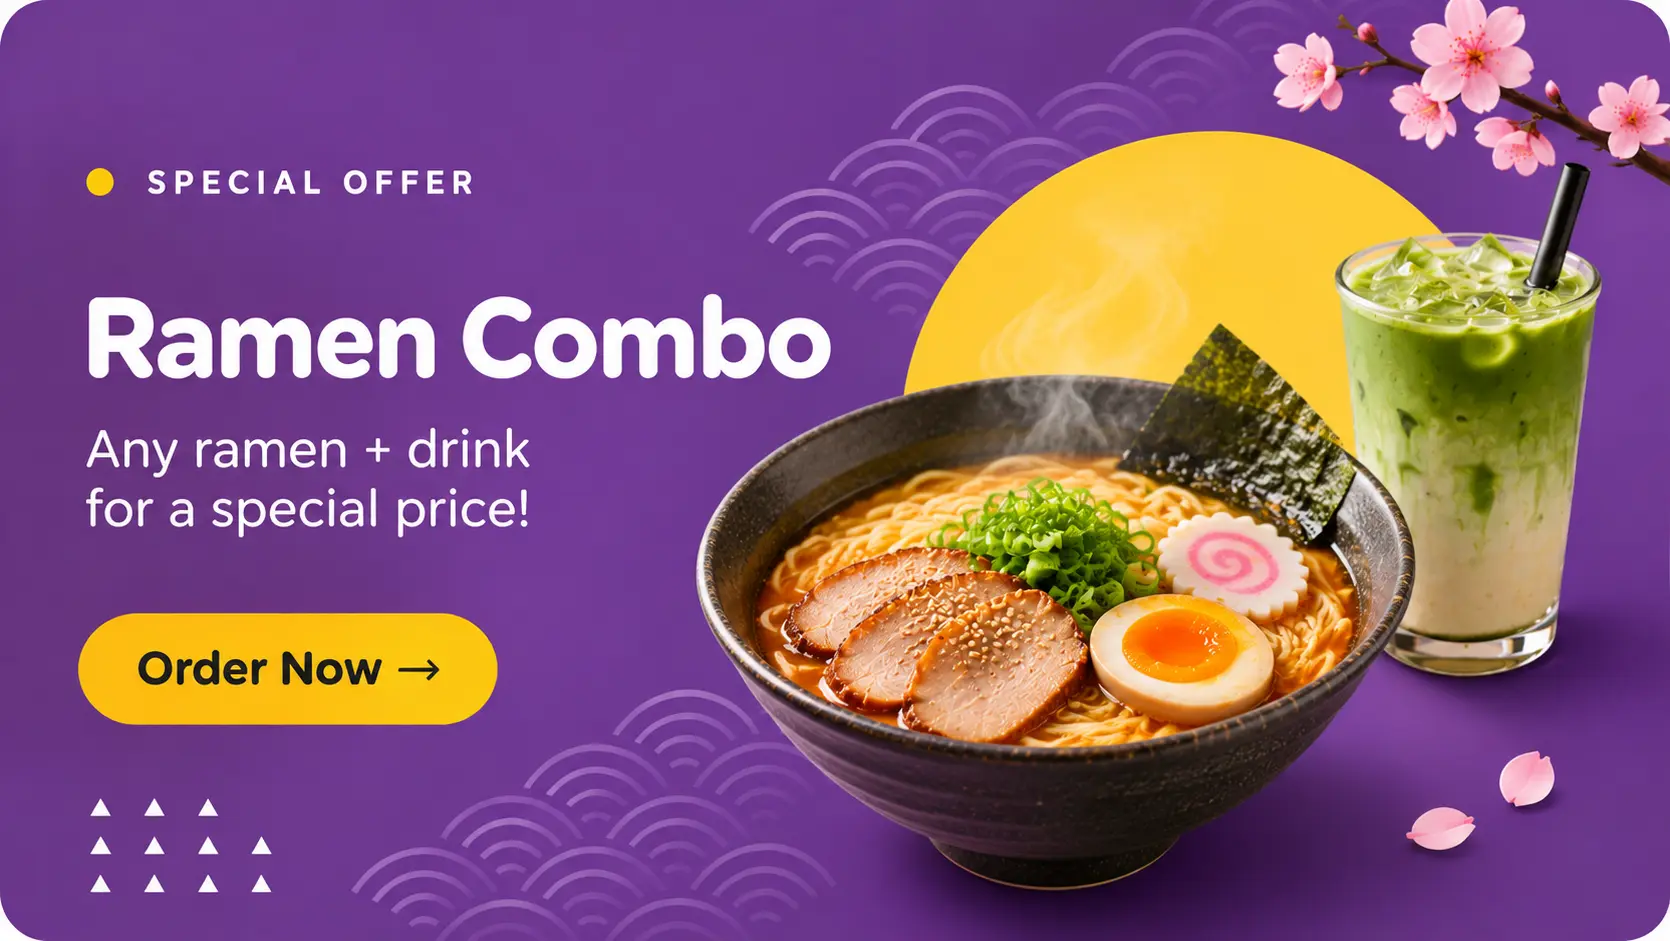 SPECIAL OFFER
Ramen Combo
Any ramen + drink
for a special price!
Order Now →